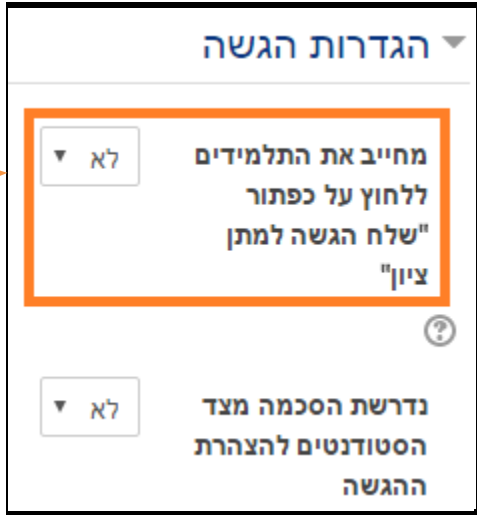 הגדרות הגשה
מחייב את התלמידים
ללחוץ על כפתור
"שלח הגשה למתן
ציון"
לא
נדרשת הסכמה מצד
הסטודנטים להצהרת
ההגשה
לא